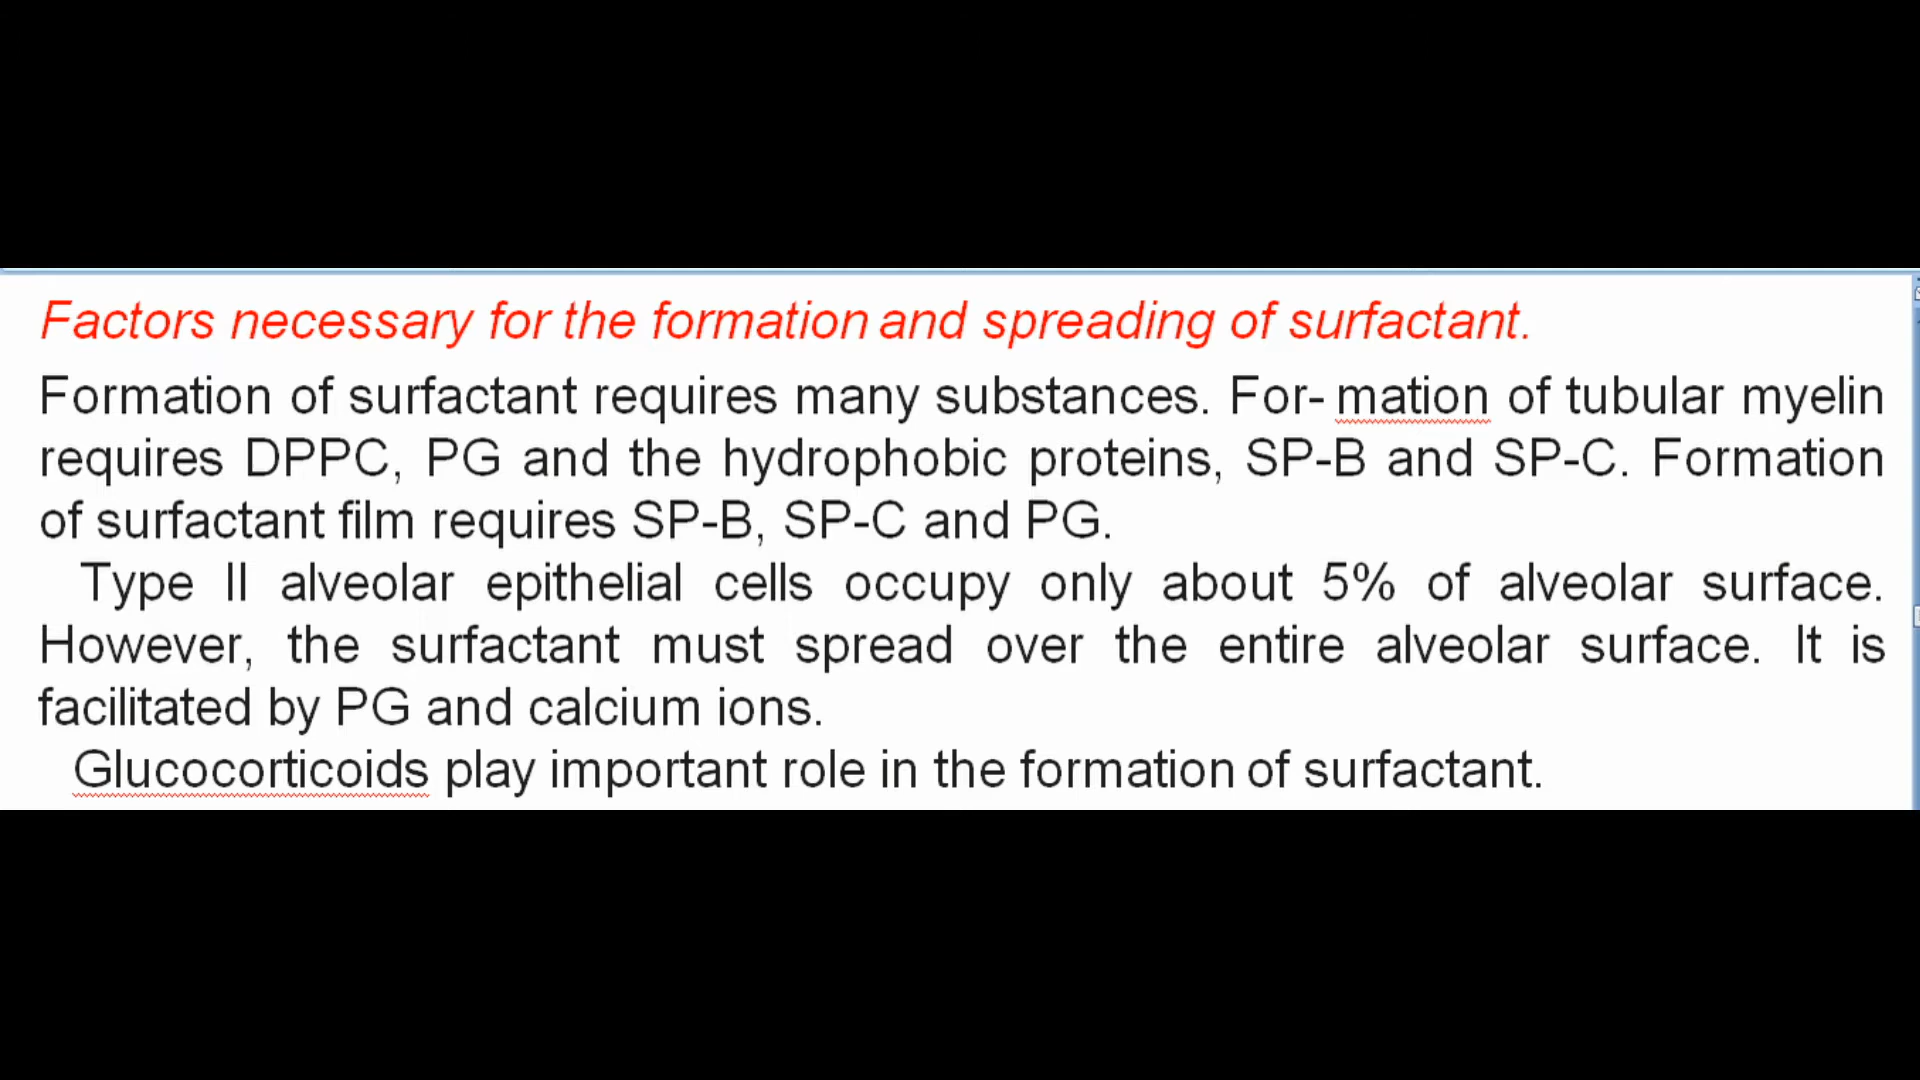 Factors necessary for the formation and spreading of surfactant.
Formation of surfactant requires many substances. For- mation of tubular myelin
requires DPPC, PG and the hydrophobic proteins, SP-B and SP-C. Formation
of surfactant film requires SP-B, SP-C and PG.
Type II alveolar epithelial cells occupy only about 5% of alveolar surface.
However, the surfactant must spread over the entire alveolar surface. It is
facilitated by PG and calcium ions.
Glucocorticoids play important role in the formation of surfactant.